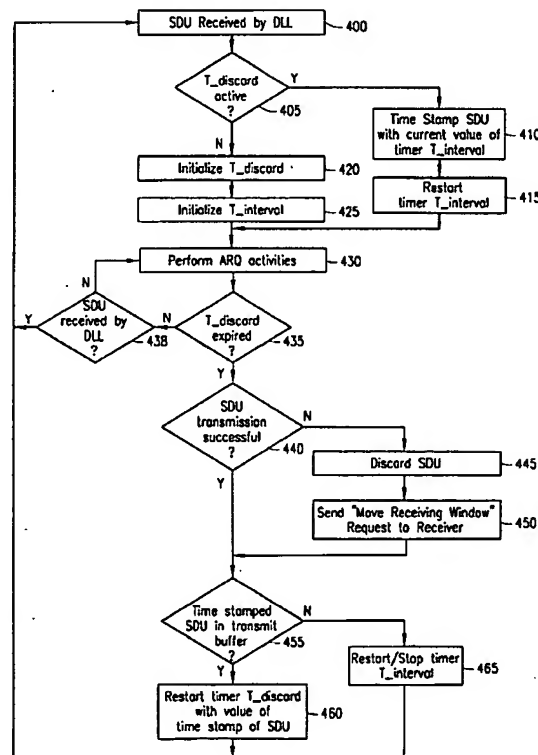 SDU Received by DLL
400
T_discard
active
?
405
Y
N
Time Stamp SDU
with current value of
timer T_interval
410
Initialize T_discard
420
Restart
timer T_interval
415
Initialize T_interval
425
Perform ARQ activities
430
N
SDU
received by
DLL
?
438
Y
N
T_discard
expired
?
435
Y
SDU
transmission
successful
?
440
N
Y
Discard SDU
445
Send "Move Receiving Window"
Request to Receiver
450
Time stamped
SDU in transmit
buffer
?
455
N
Y
Restart/Stop timer
T_interval
465
Restart timer T_discard
with value of
time stamp of SDU
460